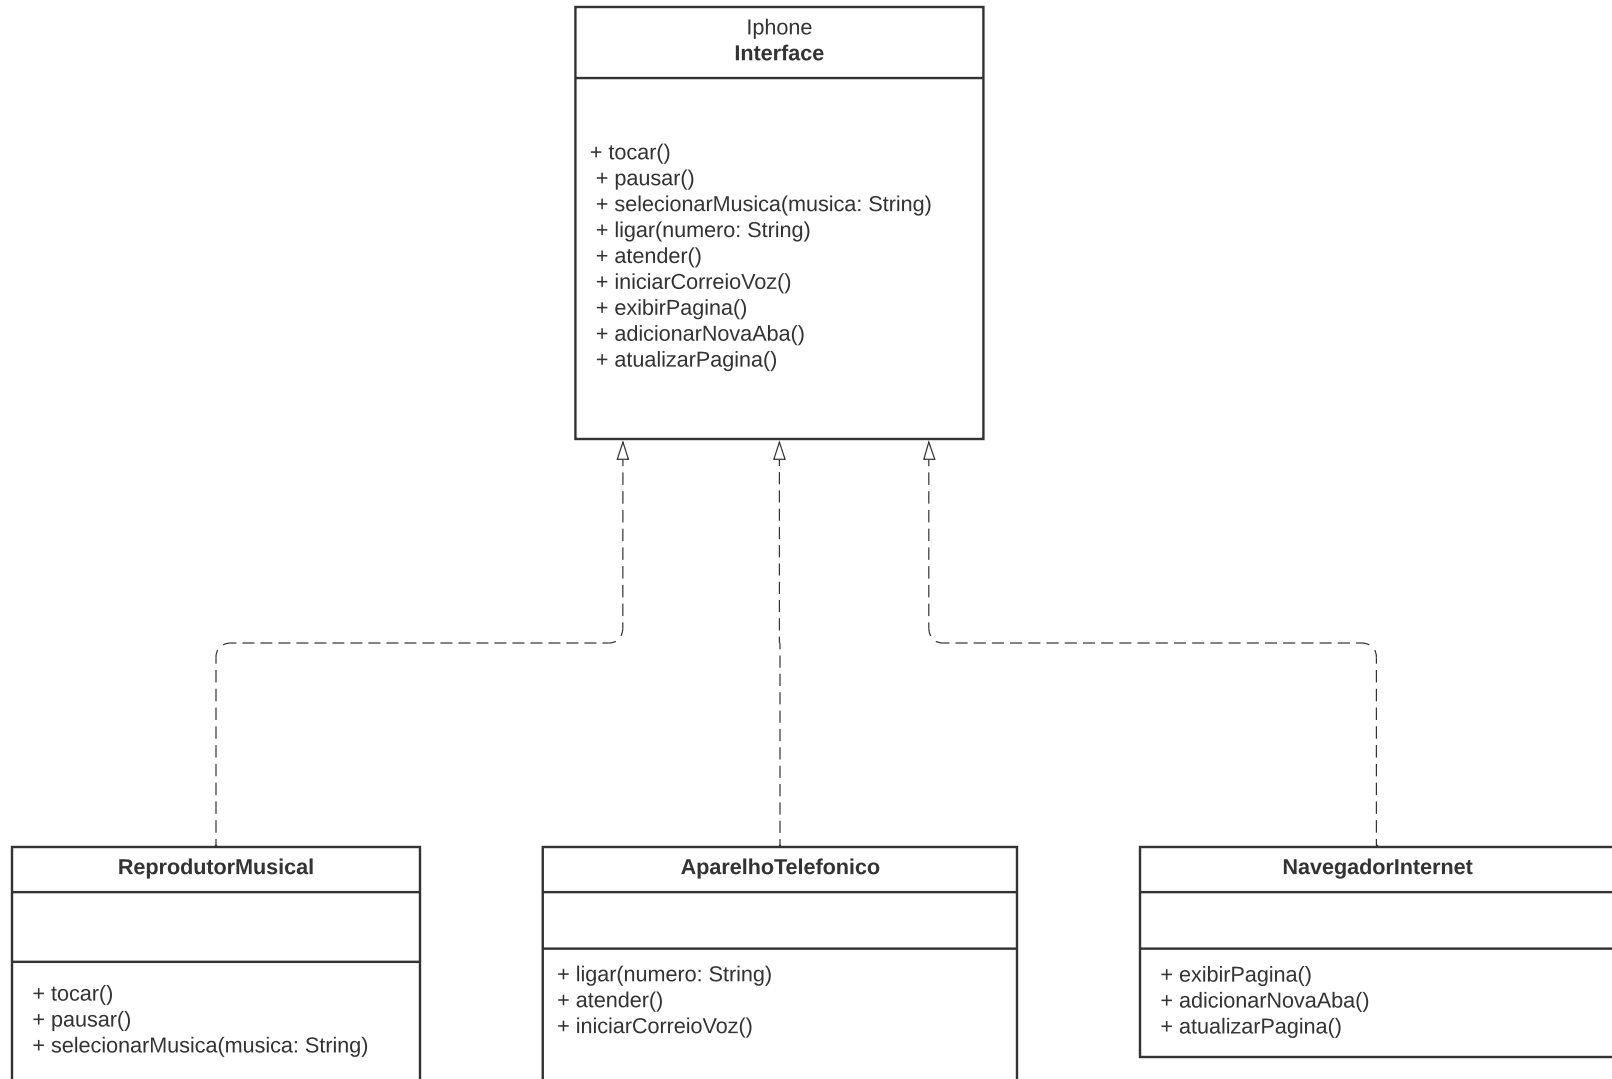 Iphone
Interface
+ tocar()
+ pausar()
+ selecionarMusica(musica: String)
+ ligar(numero: String)
+ atender()
+ iniciarCorreioVoz()
+ exibirPagina()
+ adicionarNovaAba()
+ atualizarPagina()
ReprodutorMusical
+ tocar()
+ pausar()
+ selecionarMusica(musica: String)
AparelhoTelefonico
+ ligar(numero: String)
+ atender()
+ iniciarCorreioVoz()
NavegadorInternet
+ exibirPagina()
+ adicionarNovaAba()
+ atualizarPagina()